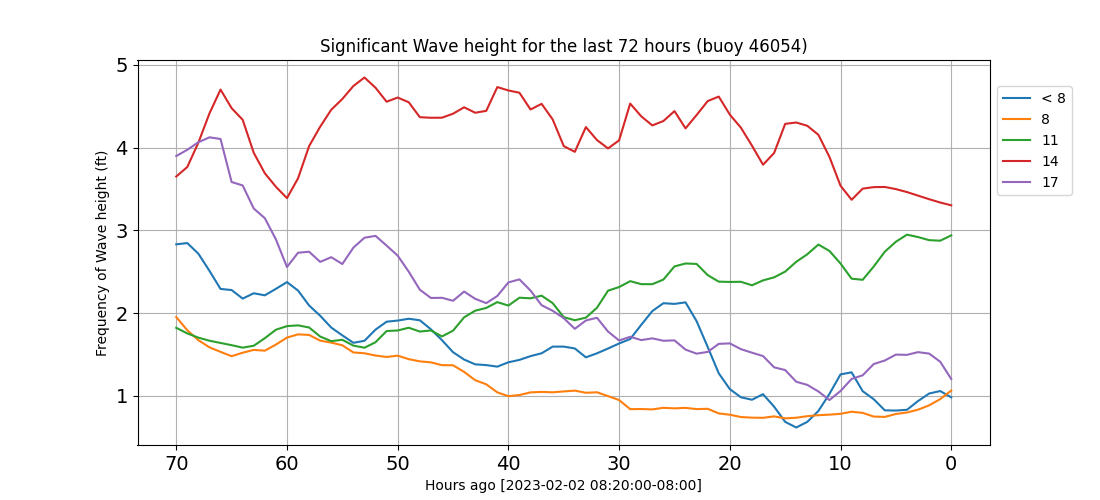 Significant Wave height for the last 72 hours (buoy 46054)
Frequency of Wave height (ft)
5
4
3
2
1
70 60 50 40 30 20 10 0
Hours ago [2023-02-02 08:20:00-08:00]
< 8
8
11
14
17